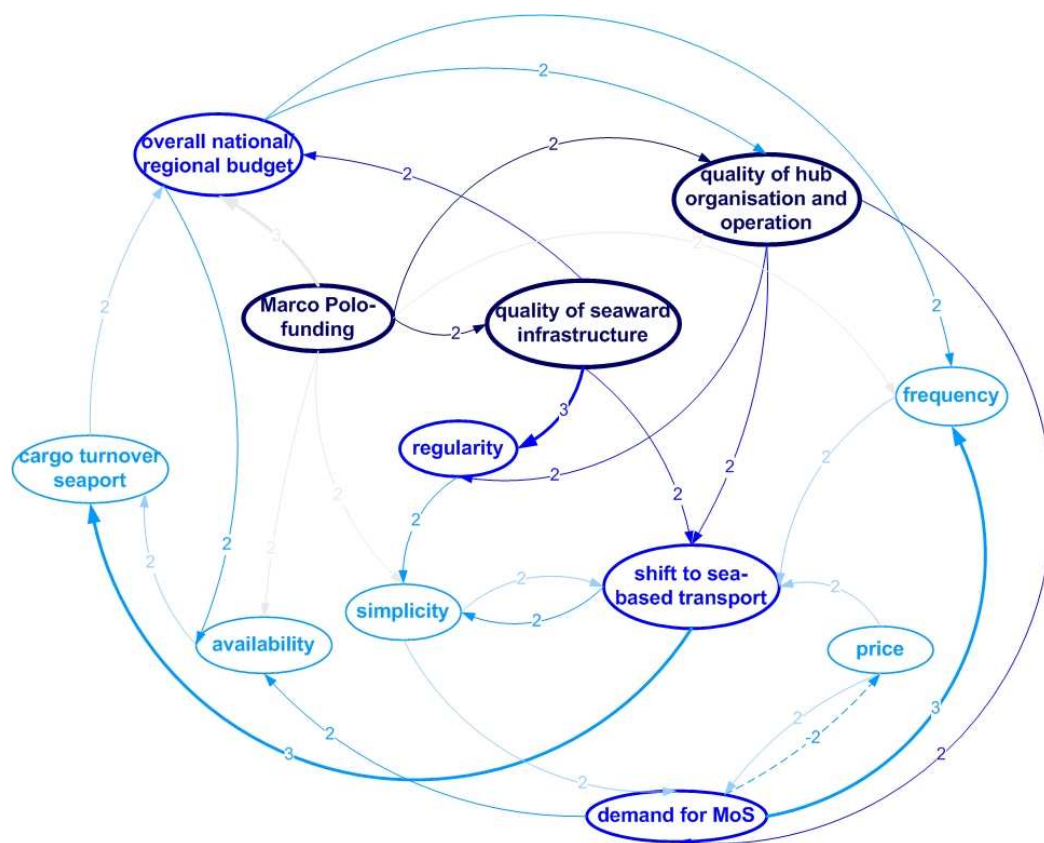 2
2
overall national/
regional budget
2
2
quality of hub
organisation and
operation
3
2
2
Marco Polo-
funding
2
quality of seaward
infrastructure
2
frequency
3
regularity
cargo turnover
seaport
2
2
2
2
2
2
2
2
2
2
shift to sea-
based transport
2
2
simplicity
2
availability
price
2
3
-2
2
3
2
2
demand for MoS